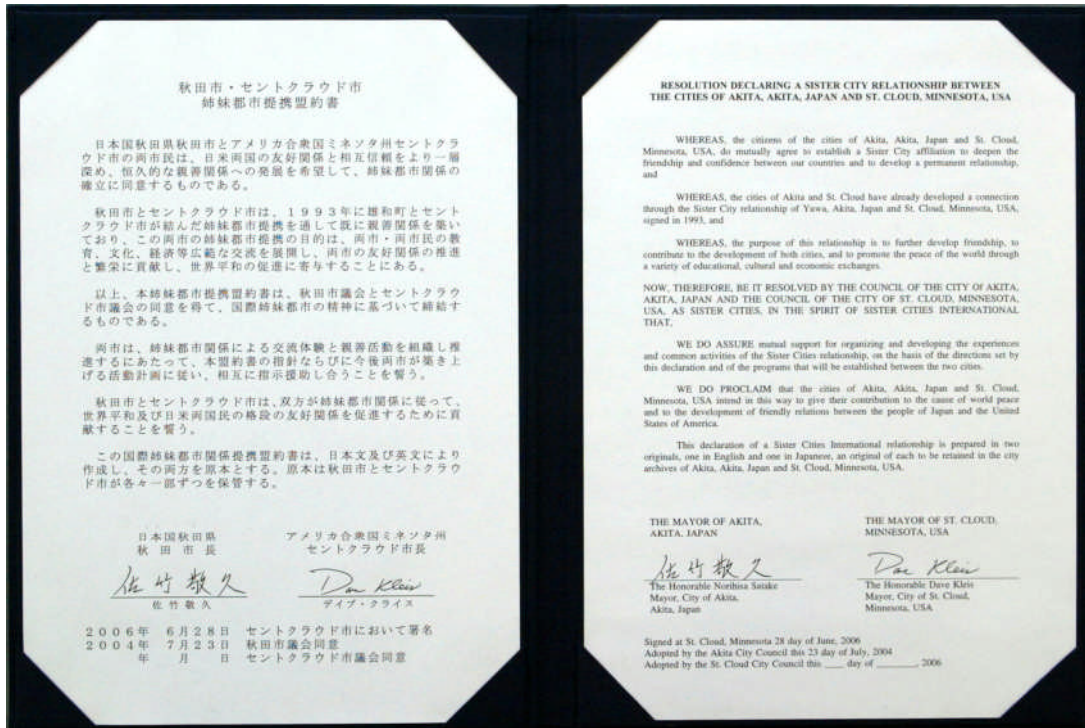 秋田市・セントクラウド市
姉妹都市提携盟約書
日本国秋田県秋田市とアメリカ合衆国ミネソタ州セントクラ
ウド市の両市民は、日米両国の友好関係と相互信頼をより一層
深め、恒久的な親善関係への発展を希望して、姉妹都市関係の
確立に同意するものである。
秋田市とセントクラウド市は、1993年に雄和町とセント
クラウド市が結んだ姉妹都市提携を通して既に親善関係を築い
ており、この両市の姉妹都市提携の目的は、両市・両市民の教
育、文化、経済等広範な交流を展開し、両市の友好関係の推進
と繁栄に貢献し、世界平和の促進に寄与することにある。
以上、本姉妹都市提携盟約書は、秋田市議会とセントクラウ
ド市議会の同意を得て、国際姉妹都市の精神に基づいて締結す
るものである。
両市は、姉妹都市関係による交流体験と親善活動を組織し推
進するにあたって、本盟約書の指針ならびに今後両市が築き上
げる活動計画に従い、相互に指示援助し合うことを誓う。
秋田市とセントクラウド市は、双方が姉妹都市関係に従って、
世界平和及び日米両国民の格段の友好関係を促進するために貢
献することを誓う。
この国際姉妹都市関係提携盟約書は、日本文及び英文により
作成し、その両方を原本とする。原本は秋田市とセントクラウ
ド市が各々一部ずつを保管する。
日本国秋田県
秋田市長
アメリカ合衆国ミネソタ州
セントクラウド市長
佐竹敬久
Dave Kleis
佐竹敬久
デイブ・クライス
2006年 6月28日 セントクラウド市において署名
2004年 7月23日 秋田市議会同意
年 月 日 セントクラウド市議会同意
RESOLUTION DECLARING A SISTER CITY RELATIONSHIP BETWEEN
THE CITIES OF AKITA, AKITA, JAPAN AND ST. CLOUD, MINNESOTA, USA
WHEREAS, the citizens of the cities of Akita, Akita, Japan and St. Cloud,
Minnesota, USA, do mutually agree to establish a Sister City affiliation to deepen the
friendship and confidence between our countries and to develop a permanent relationship,
and
WHEREAS, the cities of Akita and St. Cloud have already developed a connection
through the Sister City relationship of Yuwa, Akita, Japan and St. Cloud, Minnesota, USA,
signed in 1993, and
WHEREAS, the purpose of this relationship is to further develop friendship, to
contribute to the development of both cities, and to promote the peace of the world through
a variety of educational, cultural and economic exchanges.
NOW, THEREFORE, BE IT RESOLVED BY THE COUNCIL OF THE CITY Of AKITA,
AKITA, JAPAN AND THE COUNCIL OF THE CITY OF ST. CLOUD, MINNESOTA,
USA, AS SISTER CITIES, IN THE SPIRIT OF SISTER CITIES INTERNATIONAL
THAT,
WE DO ASSURE mutual support for organizing and developing the experiences
and common activities of the Sister Cities relationship, on the basis of the directions set by
this declaration and of the programs that will be established between the two cities.
WE DO PROCLAIM that the cities of Akita, Akita, Japan and St. Cloud,
Minnesota, USA intend in this way to give their contribution to the cause of world peace
and to the development of friendly relations between the people of Japan and the United
States of America.
This declaration of a Sister Cities International relationship is prepared in two
originals, one in English and one in Japanese, an original of each to be retained in the city
archives of Akita, Akita, Japan and St. Cloud, Minnesota, USA.
THE MAYOR OF AKITA,
AKITA, JAPAN
THE MAYOR OF ST. CLOUD,
MINNESOTA, USA
佐竹敬久
Dave Kleis
The Honorable Norihisa Satake
Mayor, City of Akita,
Akita, Japan
The Honorable Dave Kleis
Mayor, City of St. Cloud,
Minnesota, USA
Signed at St. Cloud, Minnesota 28 day of June, 2006
Adopted by the Akita City Council this 23 day of July, 2004
Adopted by the St. Cloud City Council this ____ day of ________, 2006